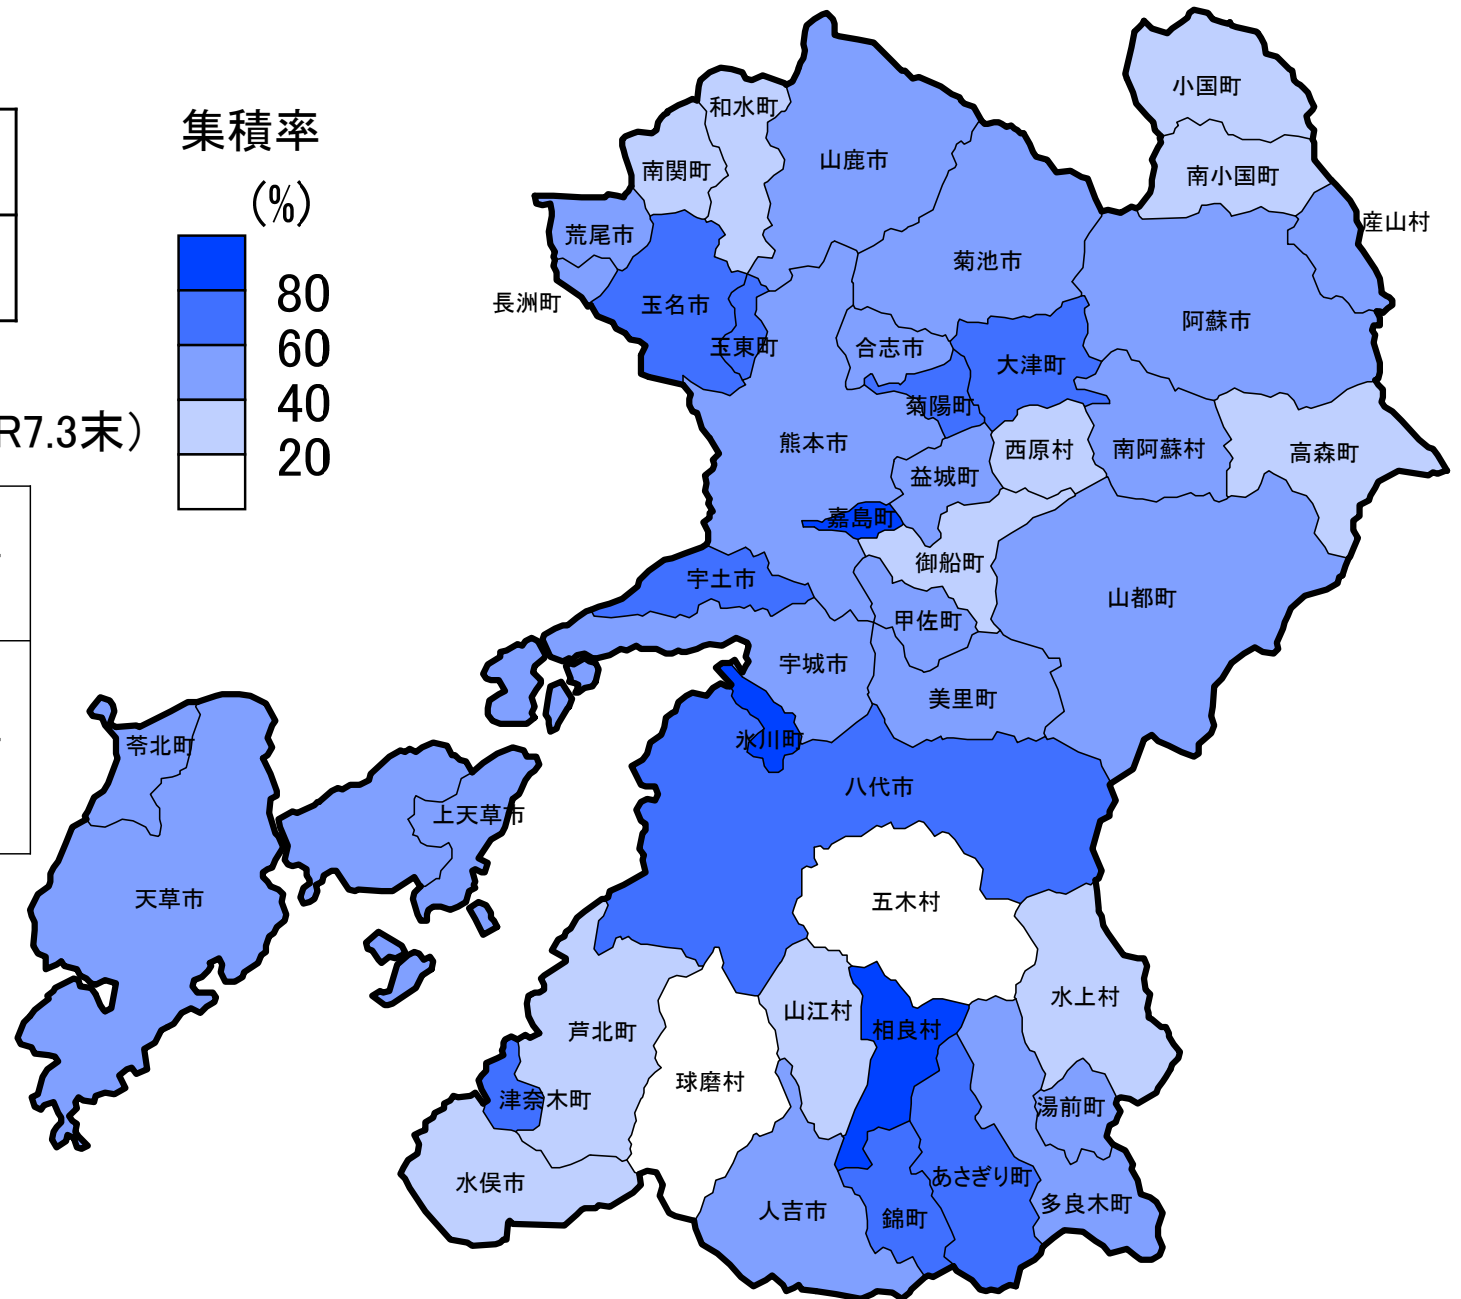 集積率
(%)
80
60
40
20
R7.3末）
小国町
和水町
南関町
山鹿市
南小国町
産山村
荒尾市
菊池市
長洲町
玉名市
阿蘇市
玉東町
合志市
大津町
菊陽町
熊本市
西原村
南阿蘇村
高森町
益城町
嘉島町
御船町
宇土市
山都町
甲佐町
宇城市
美里町
苓北町
氷川町
八代市
上天草市
天草市
五木村
水上村
山江村
芦北町
相良村
球磨村
津奈木町
湯前町
水俣市
あさぎり町
多良木町
人吉市
錦町